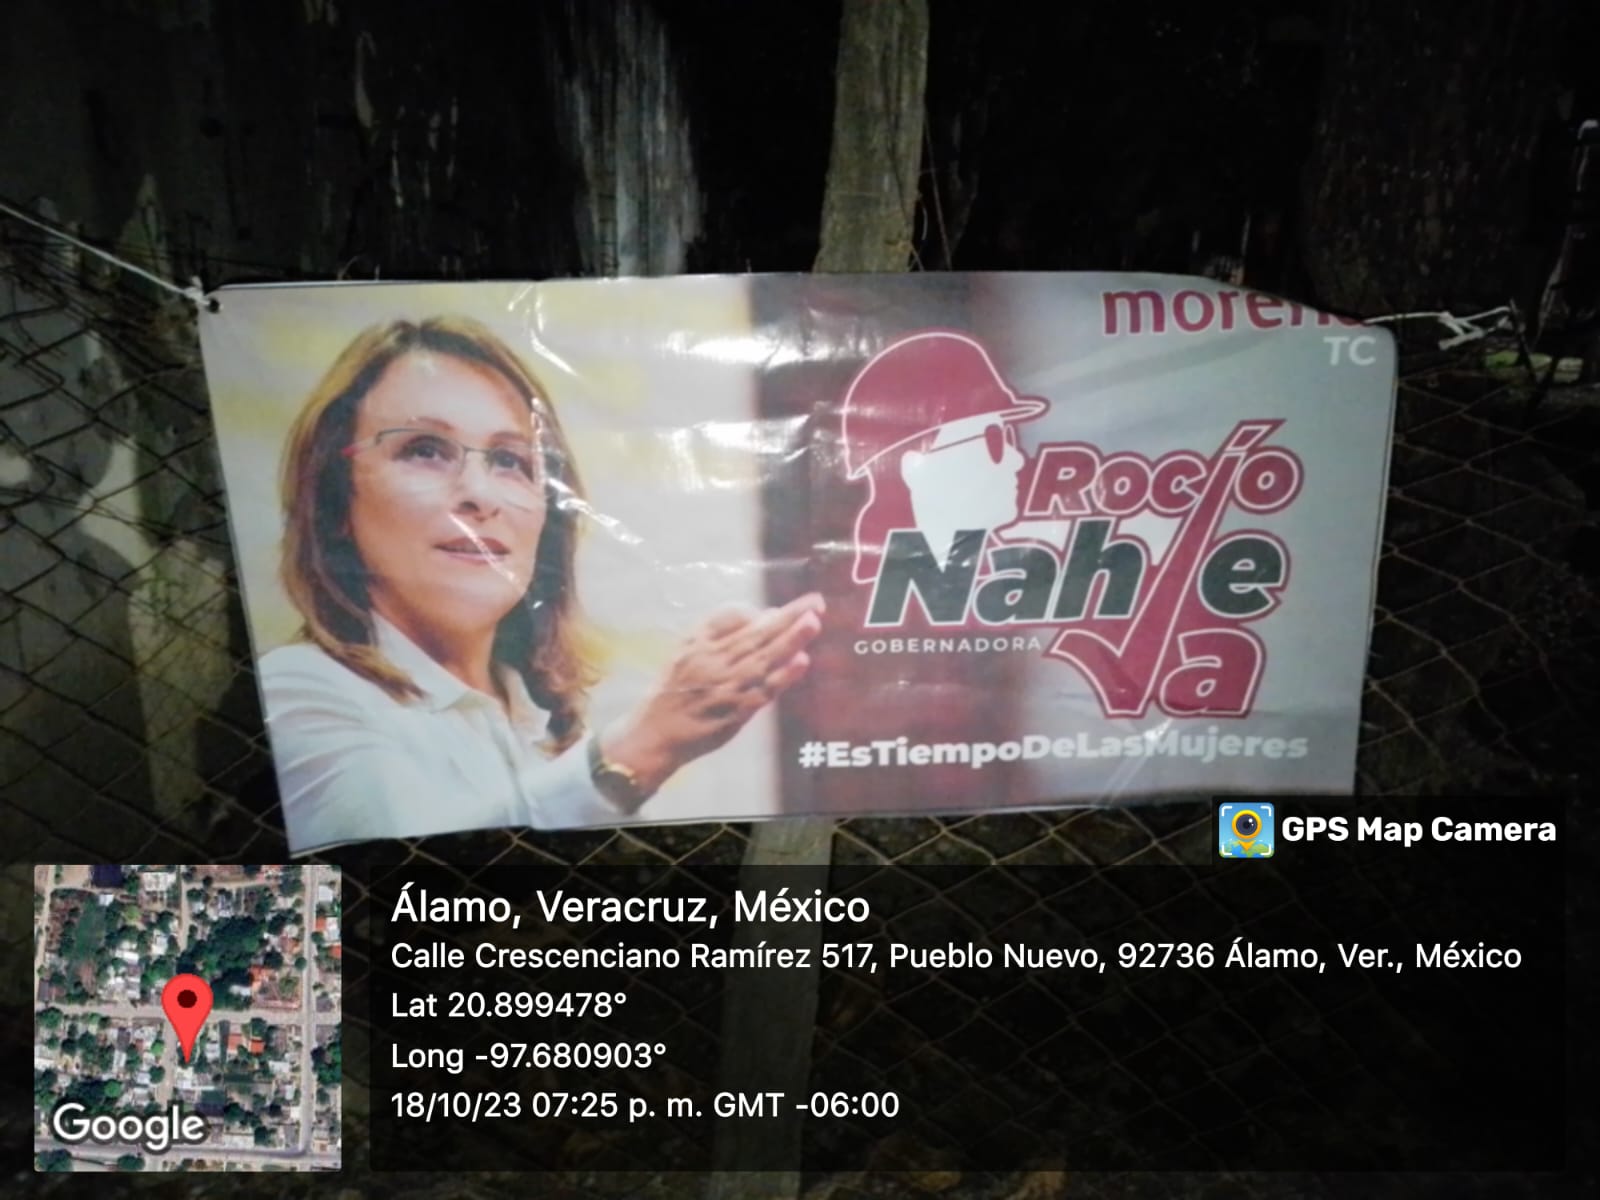 morena
TC
Rocío
Nahle
GOBERNADORA
Va
#EsTiempoDeLasMujeres
GPS Map Camera
Álamo, Veracruz, México
Calle Crescenciano Ramírez 517, Pueblo Nuevo, 92736 Álamo, Ver., México
Lat 20.899478°
Long -97.680903°
18/10/23 07:25 p. m. GMT -06:00
Google